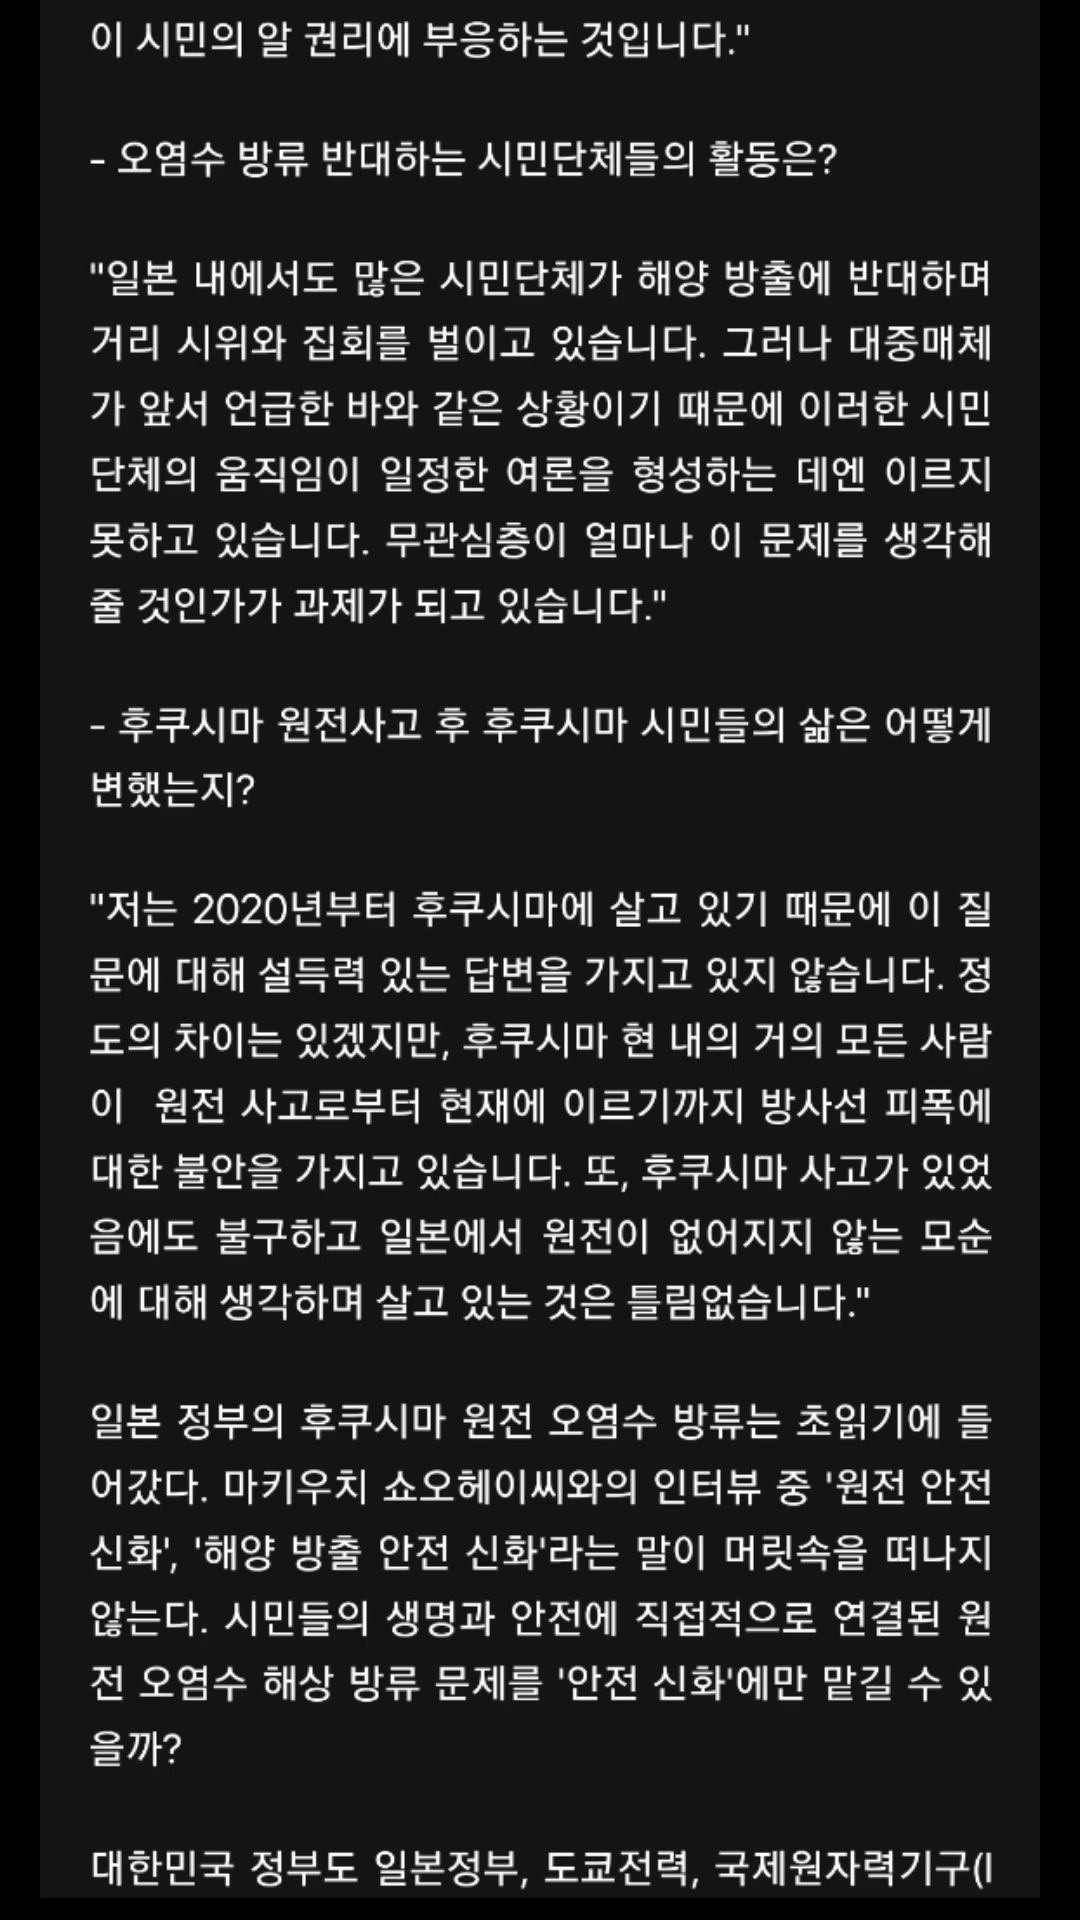 이 시민의 알 권리에 부응하는 것입니다."
- 오염수 방류 반대하는 시민단체들의 활동은?
"일본 내에서도 많은 시민단체가 해양 방출에 반대하며
거리 시위와 집회를 벌이고 있습니다. 그러나 대중매체
가 앞서 언급한 바와 같은 상황이기 때문에 이러한 시민
단체의 움직임이 일정한 여론을 형성하는 데엔 이르지
못하고 있습니다. 무관심층이 얼마나 이 문제를 생각해
줄 것인가가 과제가 되고 있습니다."
- 후쿠시마 원전사고 후 후쿠시마 시민들의 삶은 어떻게
변했는지?
"저는 2020년부터 후쿠시마에 살고 있기 때문에 이 질
문에 대해 설득력 있는 답변을 가지고 있지 않습니다. 정
도의 차이는 있겠지만, 후쿠시마 현 내의 거의 모든 사람
이 원전 사고로부터 현재에 이르기까지 방사선 피폭에
대한 불안을 가지고 있습니다. 또, 후쿠시마 사고가 있었
음에도 불구하고 일본에서 원전이 없어지지 않는 모순
에 대해 생각하며 살고 있는 것은 틀림없습니다."
일본 정부의 후쿠시마 원전 오염수 방류는 초읽기에 들
어갔다. 마키우치 쇼오헤이씨와의 인터뷰 중 '원전 안전
신화', '해양 방출 안전 신화'라는 말이 머릿속을 떠나지
않는다. 시민들의 생명과 안전에 직접적으로 연결된 원
전 오염수 해상 방류 문제를 '안전 신화'에만 맡길 수 있
을까?
대한민국 정부도 일본정부, 도쿄전력, 국제원자력기구(I